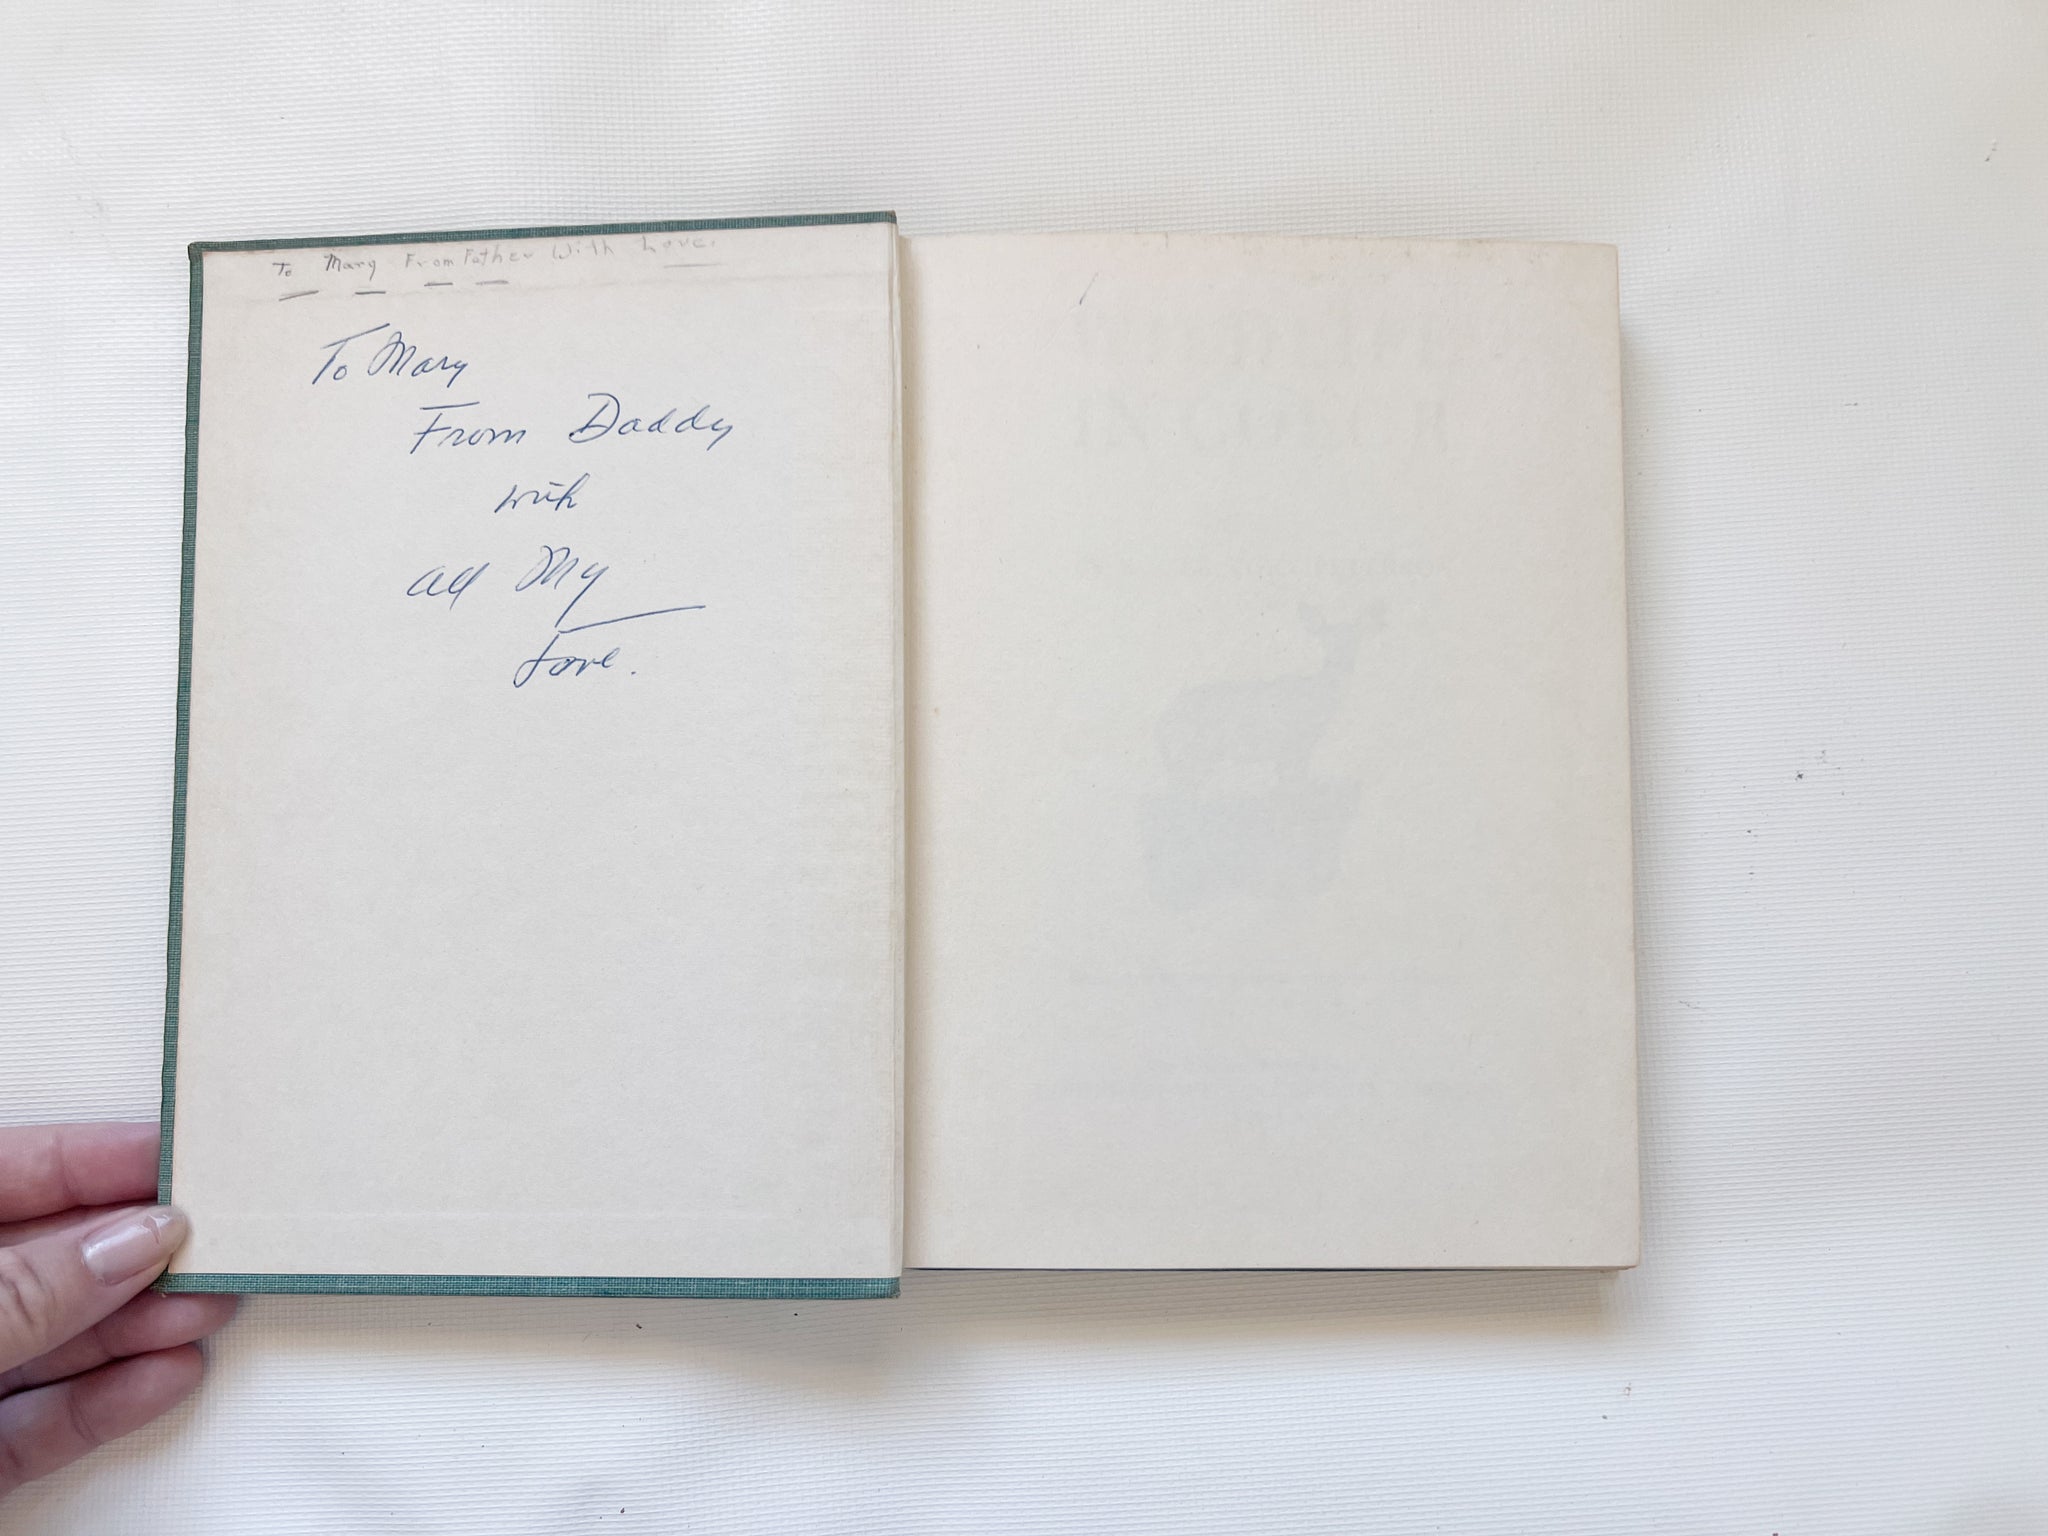 To Mary From Father With Love.
To Mary
From Daddy
with
all My
Love.